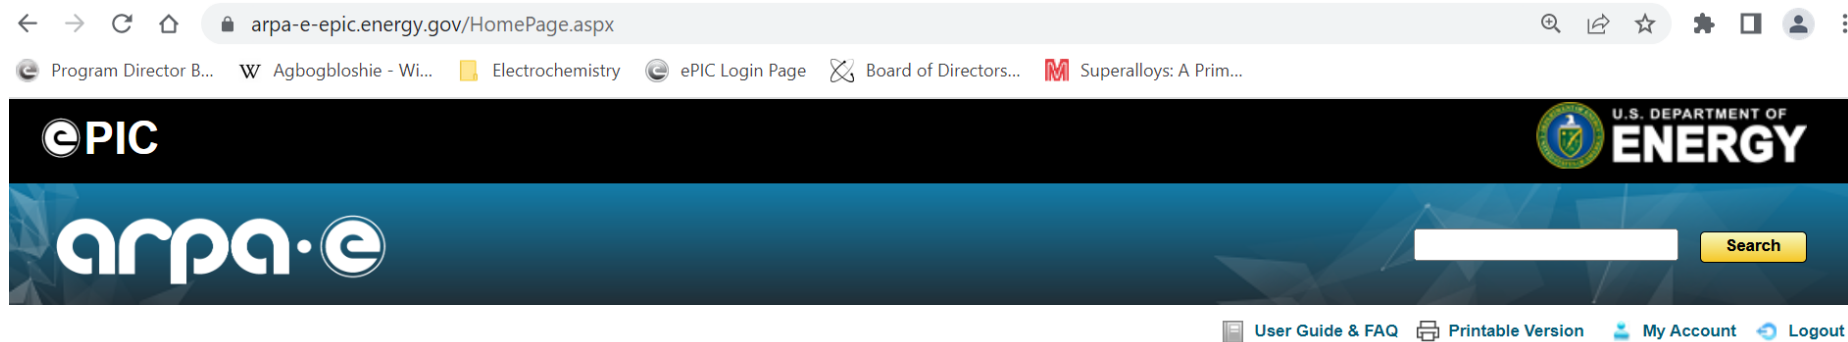 arpa-e-epic.energy.gov/HomePage.aspx
Program Director B... W Agbogbloshie - Wi... Electrochemistry ePIC Login Page Board of Directors... M Superalloys: A Prim...
ePIC
U.S. DEPARTMENT OF
ENERGY
arpa·e
Search
User Guide & FAQ Printable Version My Account Logout